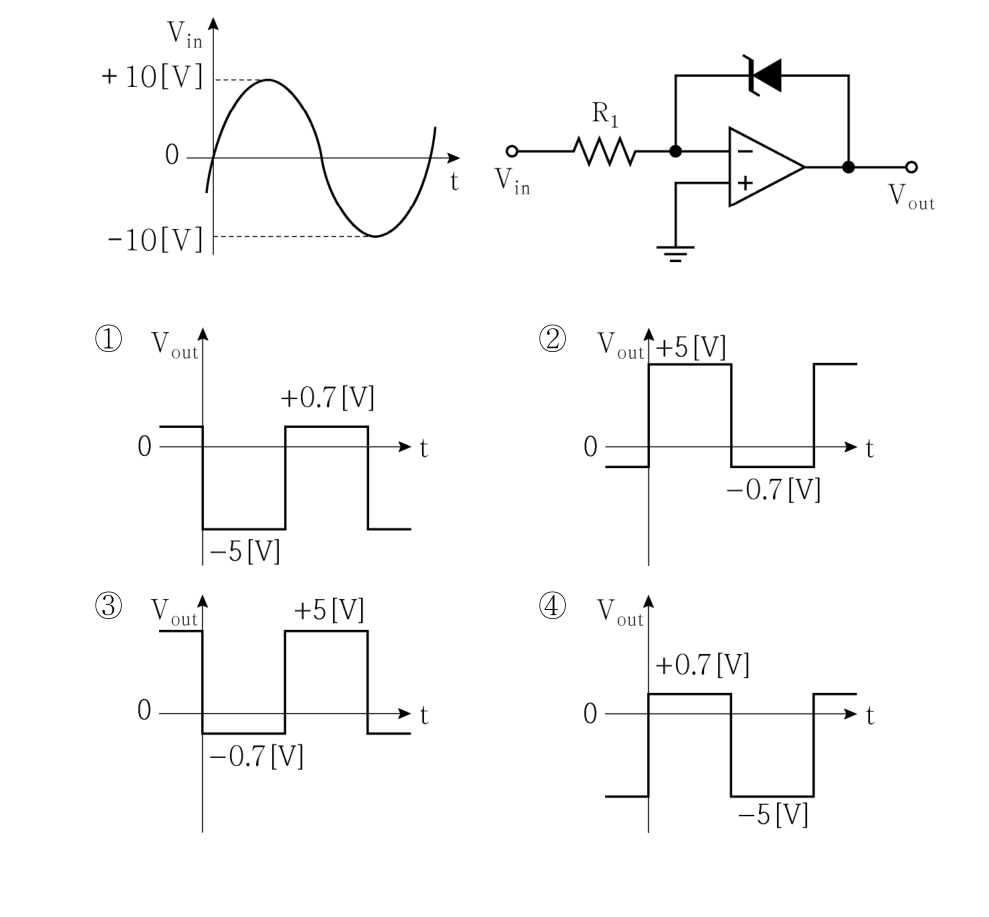 V_in
+10[V]
0
t
-10[V]
R_1
V_in
−
+
V_out
① V_out
+0.7[V]
0
t
−5[V]
② V_out
+5[V]
0
t
−0.7[V]
③ V_out
+5[V]
0
t
−0.7[V]
④ V_out
+0.7[V]
0
t
−5[V]